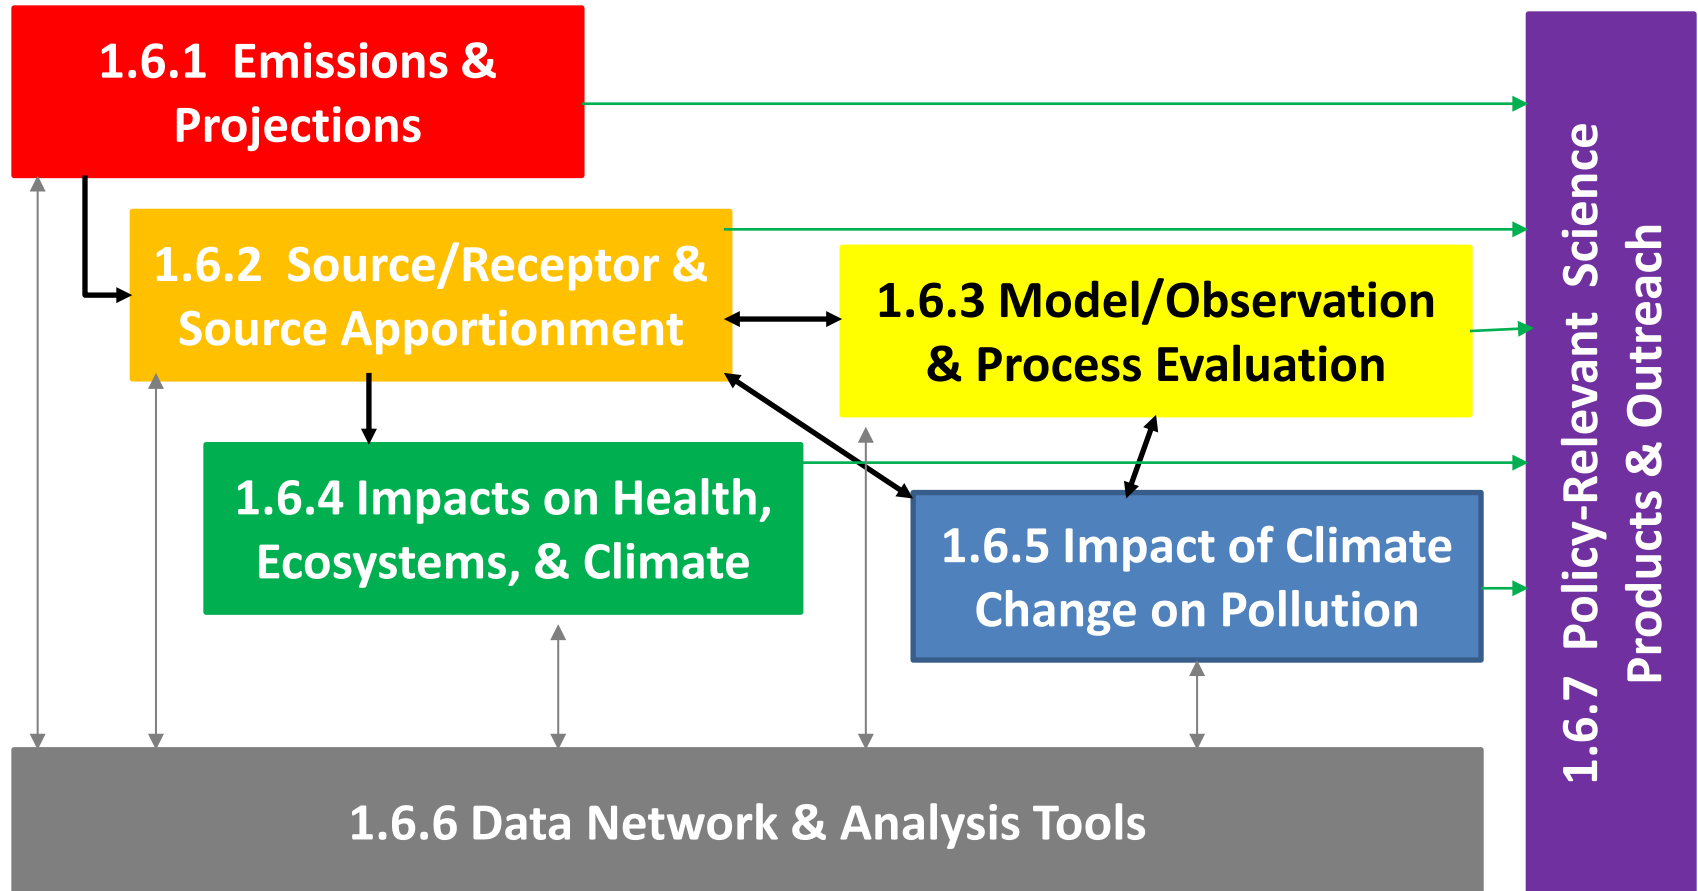 1.6.1  Emissions &
Projections
1.6.2  Source/Receptor &
Source Apportionment
1.6.3 Model/Observation
& Process Evaluation
1.6.4 Impacts on Health,
Ecosystems, & Climate
1.6.5 Impact of Climate
Change on Pollution
1.6.6 Data Network & Analysis Tools
1.6.7  Policy-Relevant  Science
Products & Outreach